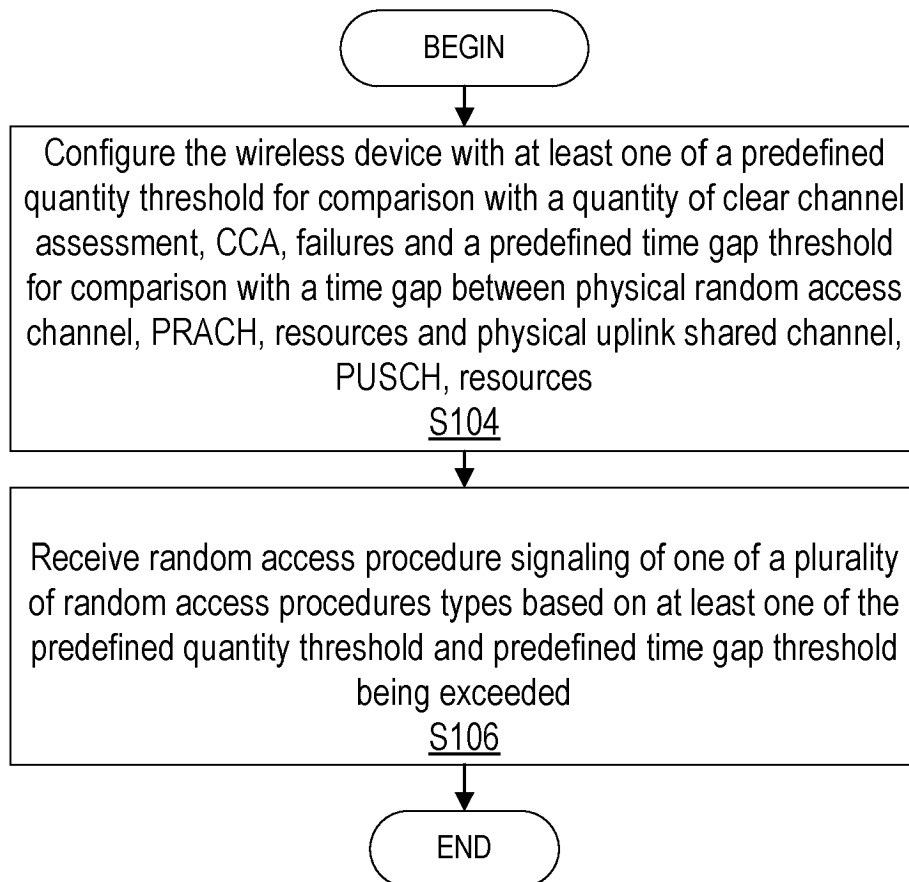 BEGIN
Configure the wireless device with at least one of a predefined
quantity threshold for comparison with a quantity of clear channel
assessment, CCA, failures and a predefined time gap threshold
for comparison with a time gap between physical random access
channel, PRACH, resources and physical uplink shared channel,
PUSCH, resources
S104
Receive random access procedure signaling of one of a plurality
of random access procedures types based on at least one of the
predefined quantity threshold and predefined time gap threshold
being exceeded
S106
END